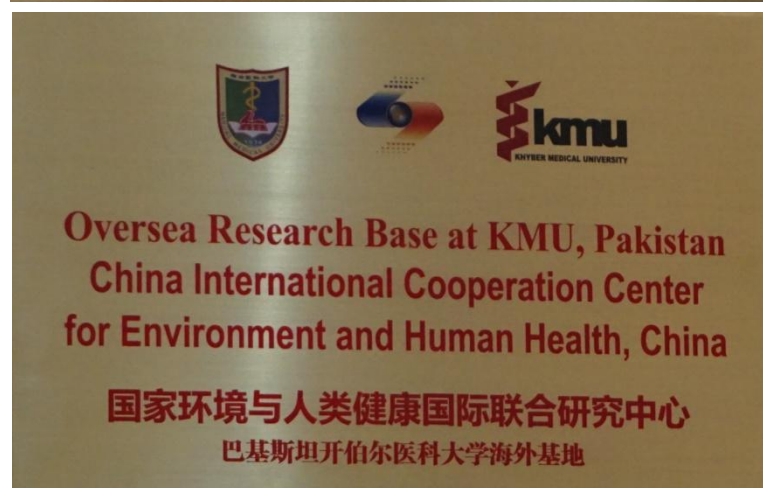 kmu
KHYBER MEDICAL UNIVERSITY
Oversea Research Base at KMU, Pakistan
China International Cooperation Center
for Environment and Human Health, China
国家环境与人类健康国际联合研究中心
巴基斯坦开伯尔医科大学海外基地